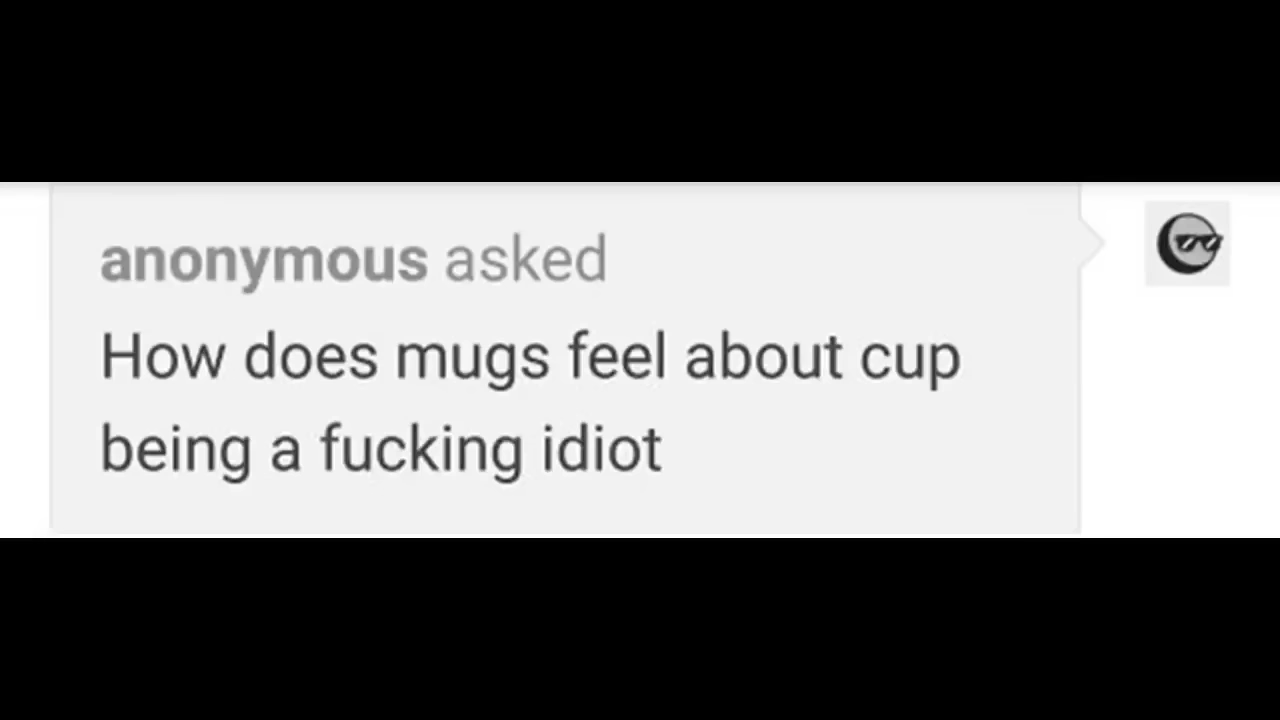 anonymous asked
How does mugs feel about cup
being a fucking idiot